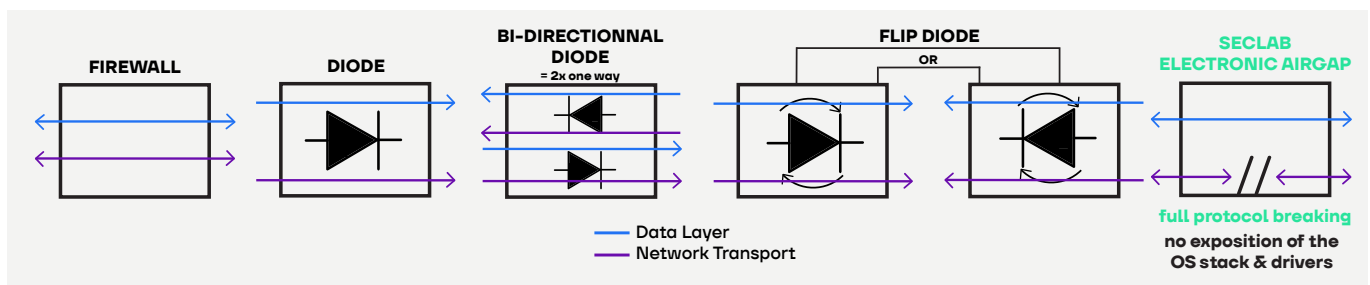 FIREWALL
DIODE
BI-DIRECTIONNAL
DIODE
= 2x one way
FLIP DIODE
OR
SECLAB
ELECTRONIC AIRGAP
full protocol breaking
no exposition of the
OS stack & drivers
Data Layer
Network Transport